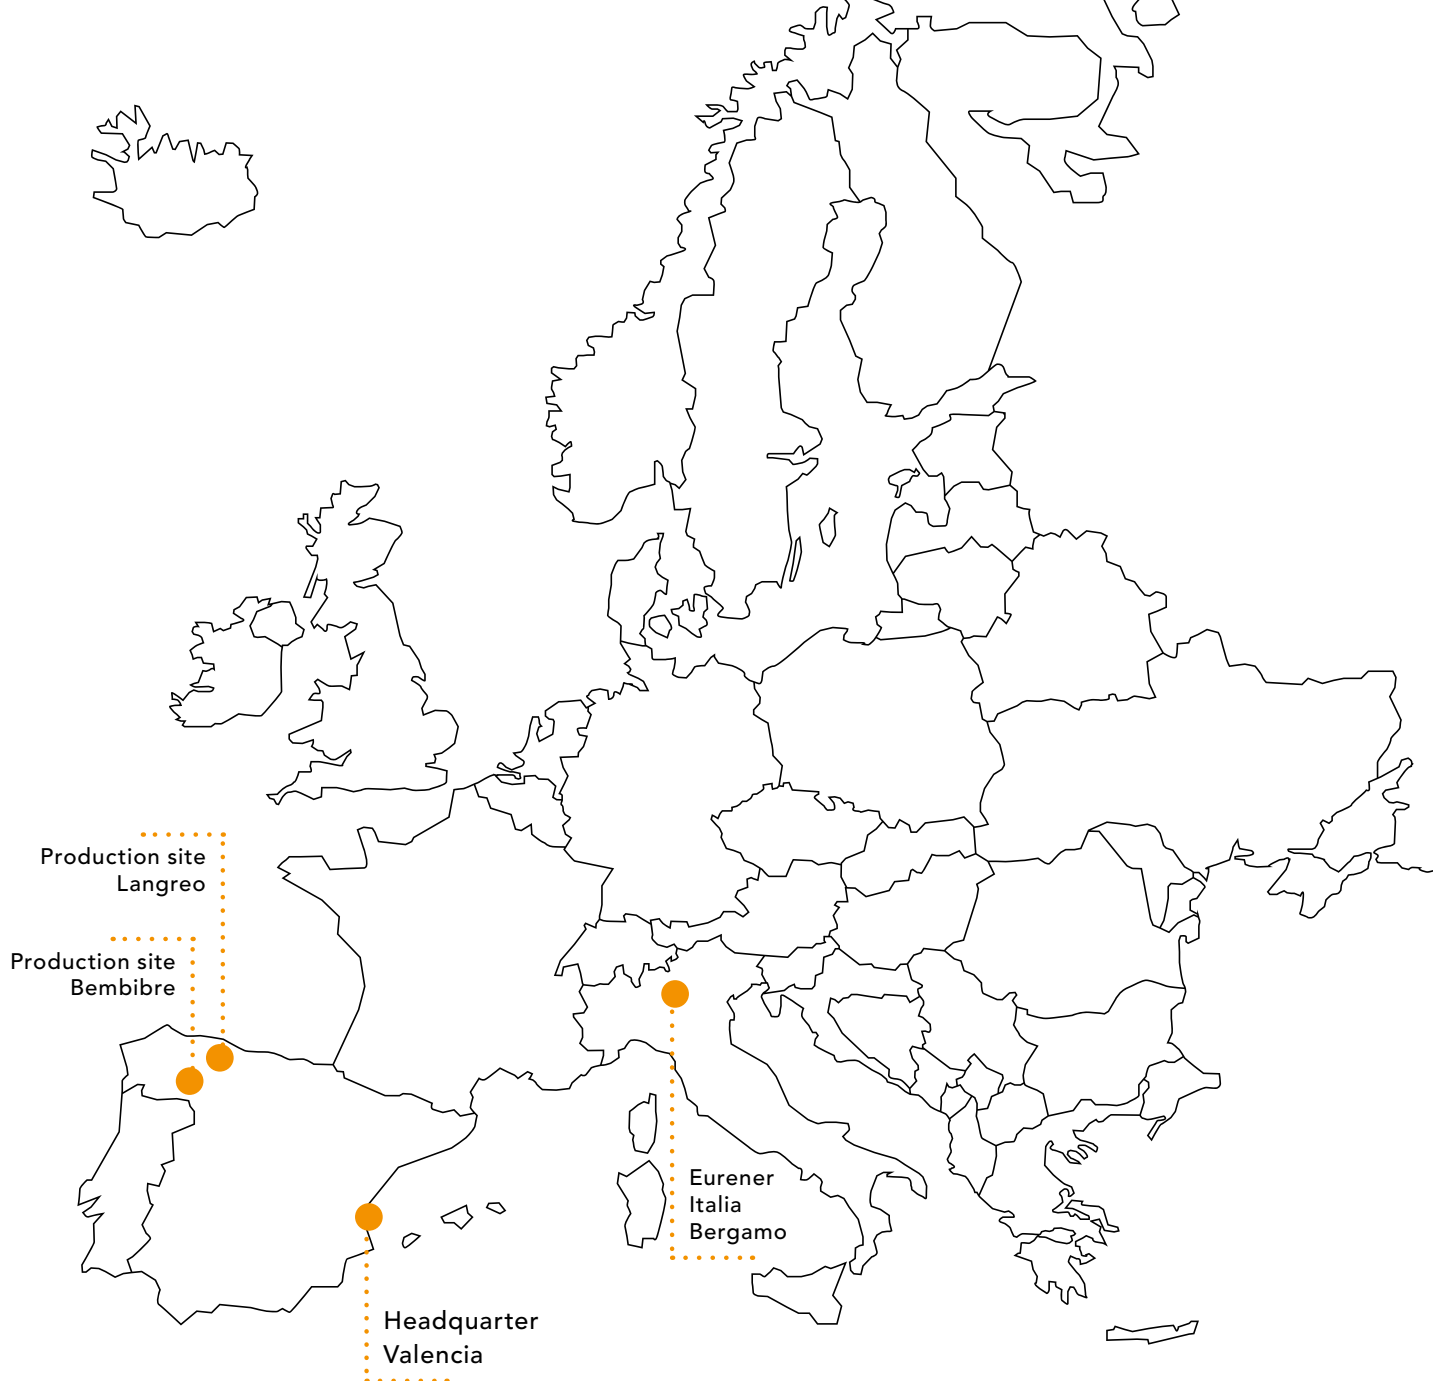 Production site
Langreo
Production site
Bembibre
Eurener
Italia
Bergamo
Headquarter
Valencia